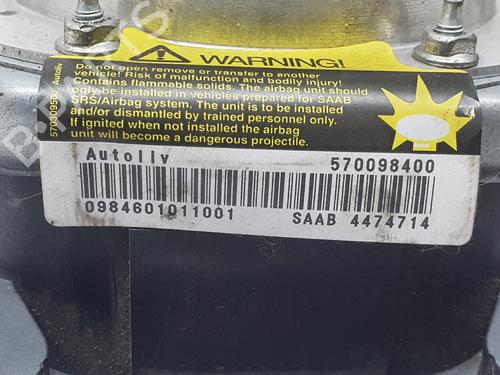 WARNING!
Do not open remove or transfer to another
vehicle! Risk of malfunction and bodily injury!
Contains flammable solids. The airbag unit should
only be installed in vehicles prepared for SAAB
SRS/Airbag system. The unit is to be installed
and/or dismantled by trained personnel only.
If ignited when not installed the airbag
unit will become a dangerous projectile.
Autoliv 570098400
0984601011001 SAAB 4474714